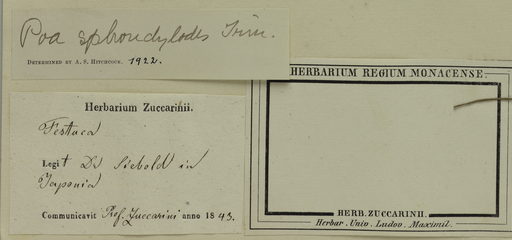 Poa sphondylodes Trin.
DETERMINED BY A. S. HITCHCOCK. 1922.
Herbarium Zuccarinii.
Festuca
Legit Dr Siebold in
Japonia
Communicavit Prof. Zuccarini anno 1843.
HERBARIUM REGIUM MONACENSE.
HERB. ZUCCARINII.
Herbar. Univ. Ludov. Maximil.